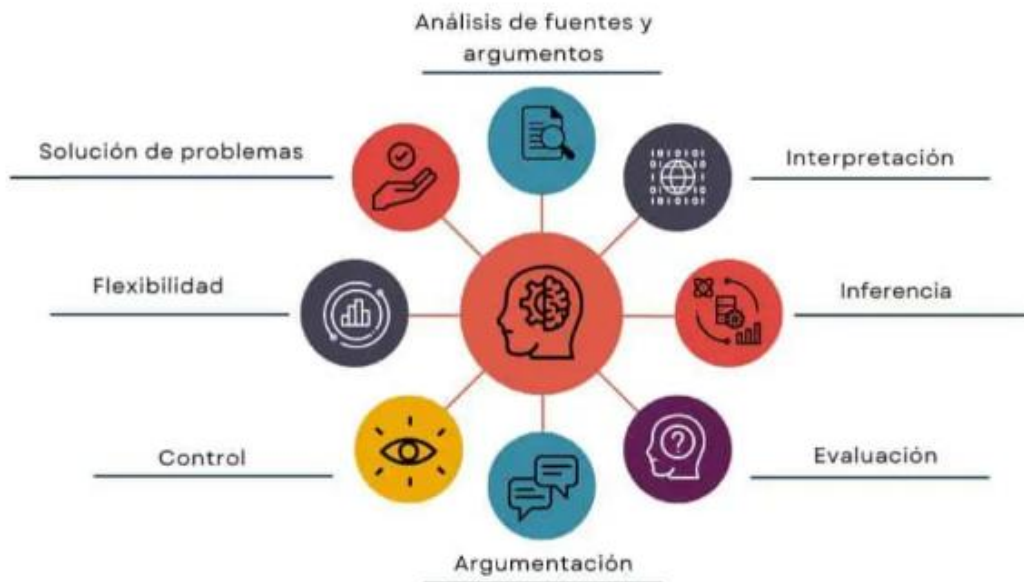 Análisis de fuentes y
argumentos
Solución de problemas
Interpretación
Flexibilidad
Inferencia
Control
Evaluación
Argumentación